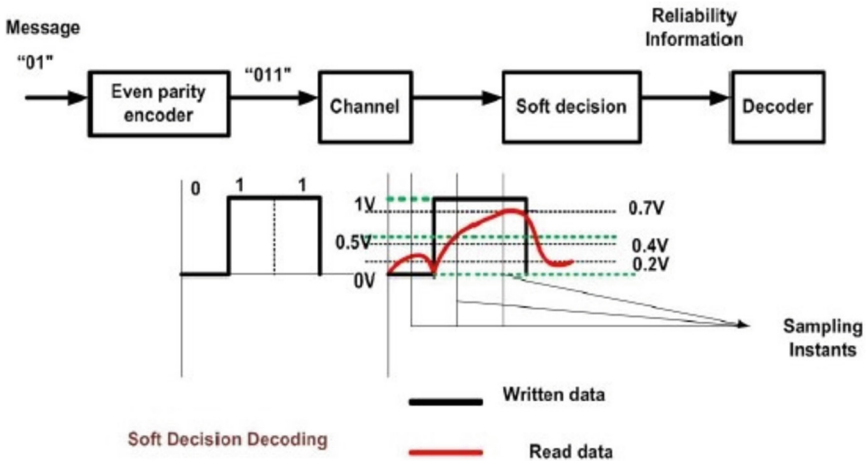 Message
"01"
Even parity
encoder
"011"
Channel
Soft decision
Reliability
Information
Decoder
0 1 1
1V
0.5V
0V
0.7V
0.4V
0.2V
Sampling
Instants
Written data
Read data
Soft Decision Decoding